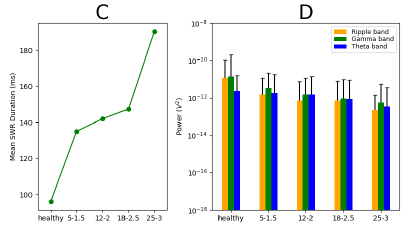 C
D
180
160
140
120
100
Mean SWR Duration (ms)
healthy 5-1.5 12-2 18-2.5 25-3
10⁻⁸
10⁻¹⁰
10⁻¹²
10⁻¹⁴
10⁻¹⁶
10⁻¹⁸
Power (V²)
Ripple band
Gamma band
Theta band
healthy 5-1.5 12-2 18-2.5 25-3